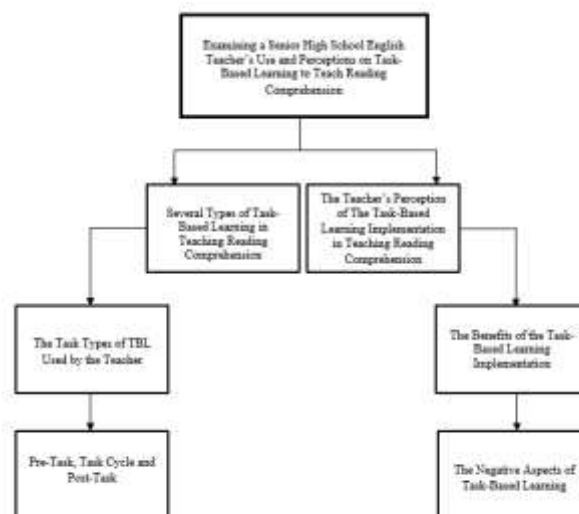 Examining a Senior High School English
Teacher's Use and Perceptions on Task-
Based Learning to Teach Reading
Comprehension
Several Types of Task-
Based Learning in
Teaching Reading
Comprehension
The Teacher's Perception
of The Task-Based
Learning Implementation
in Teaching Reading
Comprehension
The Task Types of TBL
Used by the Teacher
The Benefits of the Task-
Based Learning
Implementation
Pre-Task, Task Cycle and
Post-Task
The Negative Aspects of
Task-Based Learning